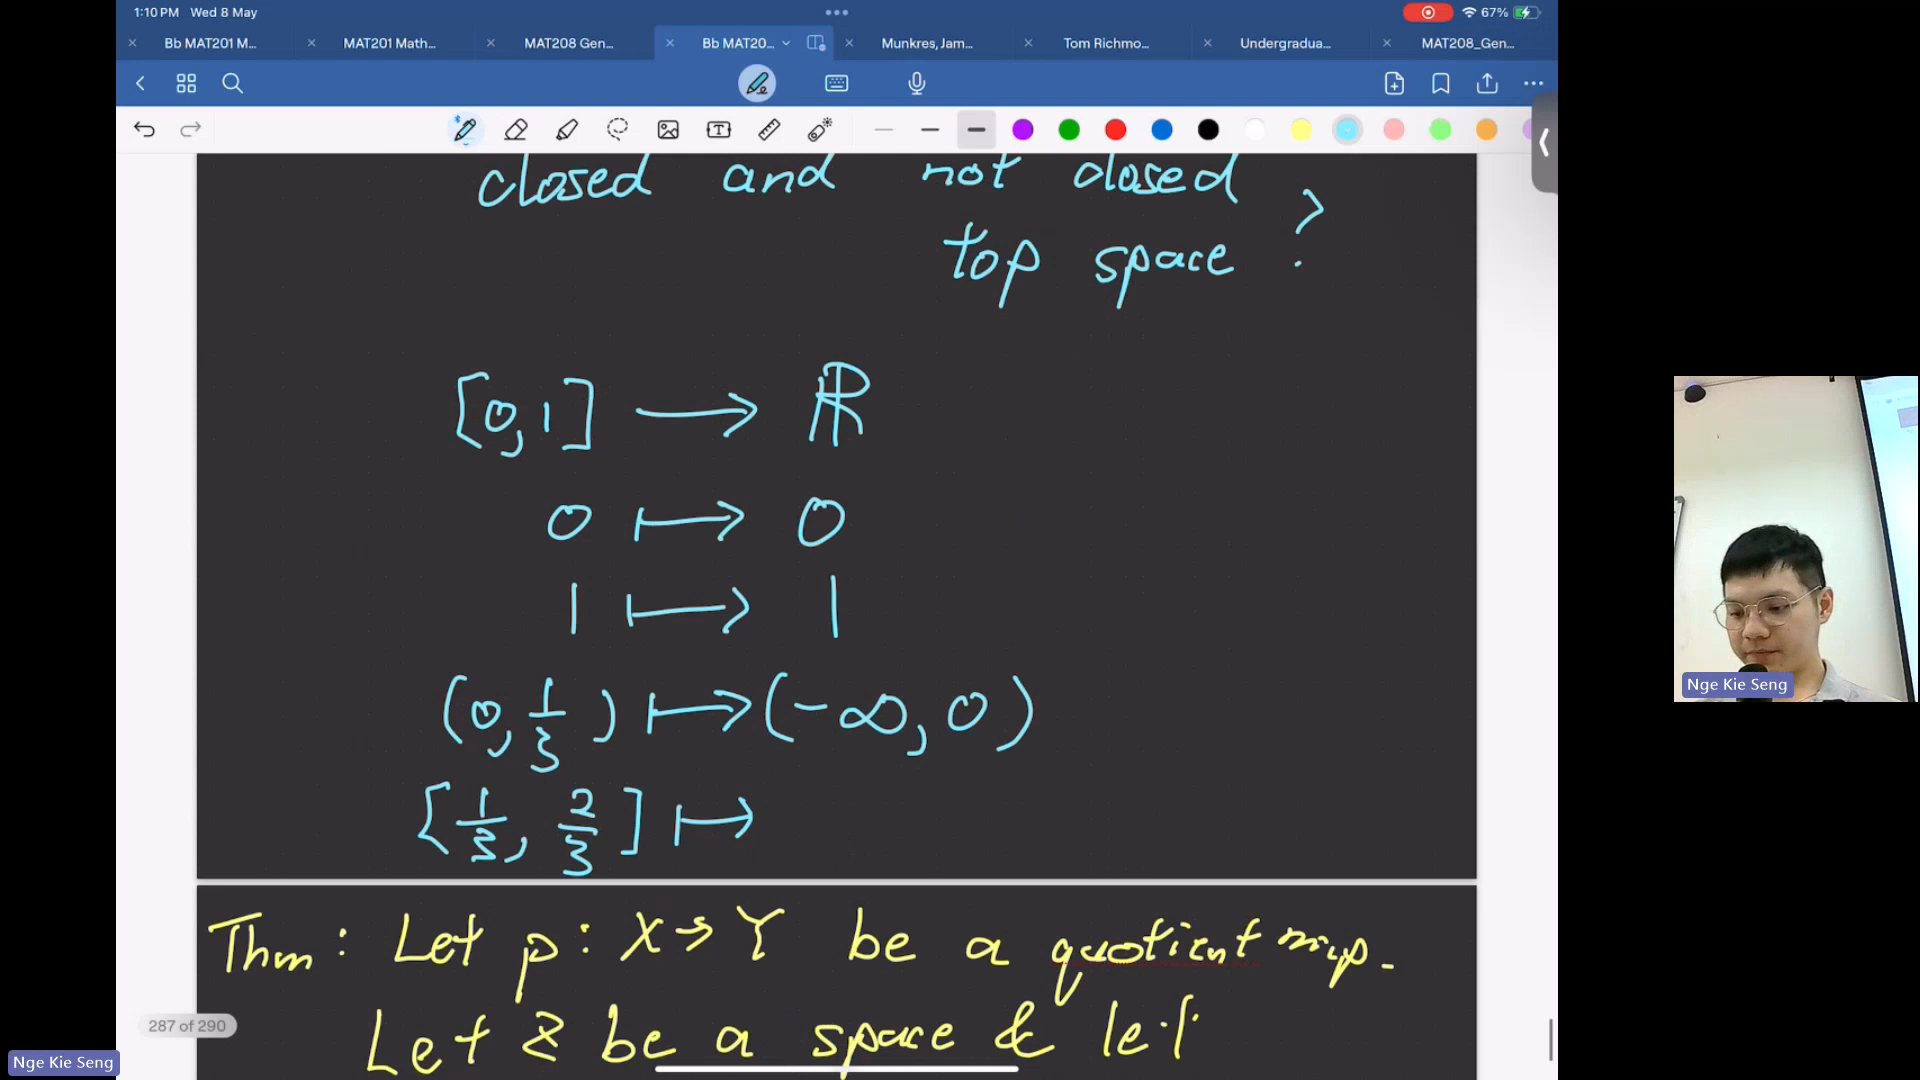 1:10 PM Wed 8 May
67%
Bb MAT201 M...
MAT201 Math...
MAT208 Gen...
Bb MAT20...
Munkres, Jam...
Tom Richmo...
Undergradua...
MAT208_Gen...
closed and not closed
top space ?
[0,1] ⟶ ℝ
0 ⟼ 0
1 ⟼ 1
(0, 1/3) ⟼ (-∞, 0)
[1/3, 2/3] ⟼
Thm: Let p: X → Y be a quotient map.
Let Z be a space & let
287 of 290
Nge Kie Seng
Nge Kie Seng